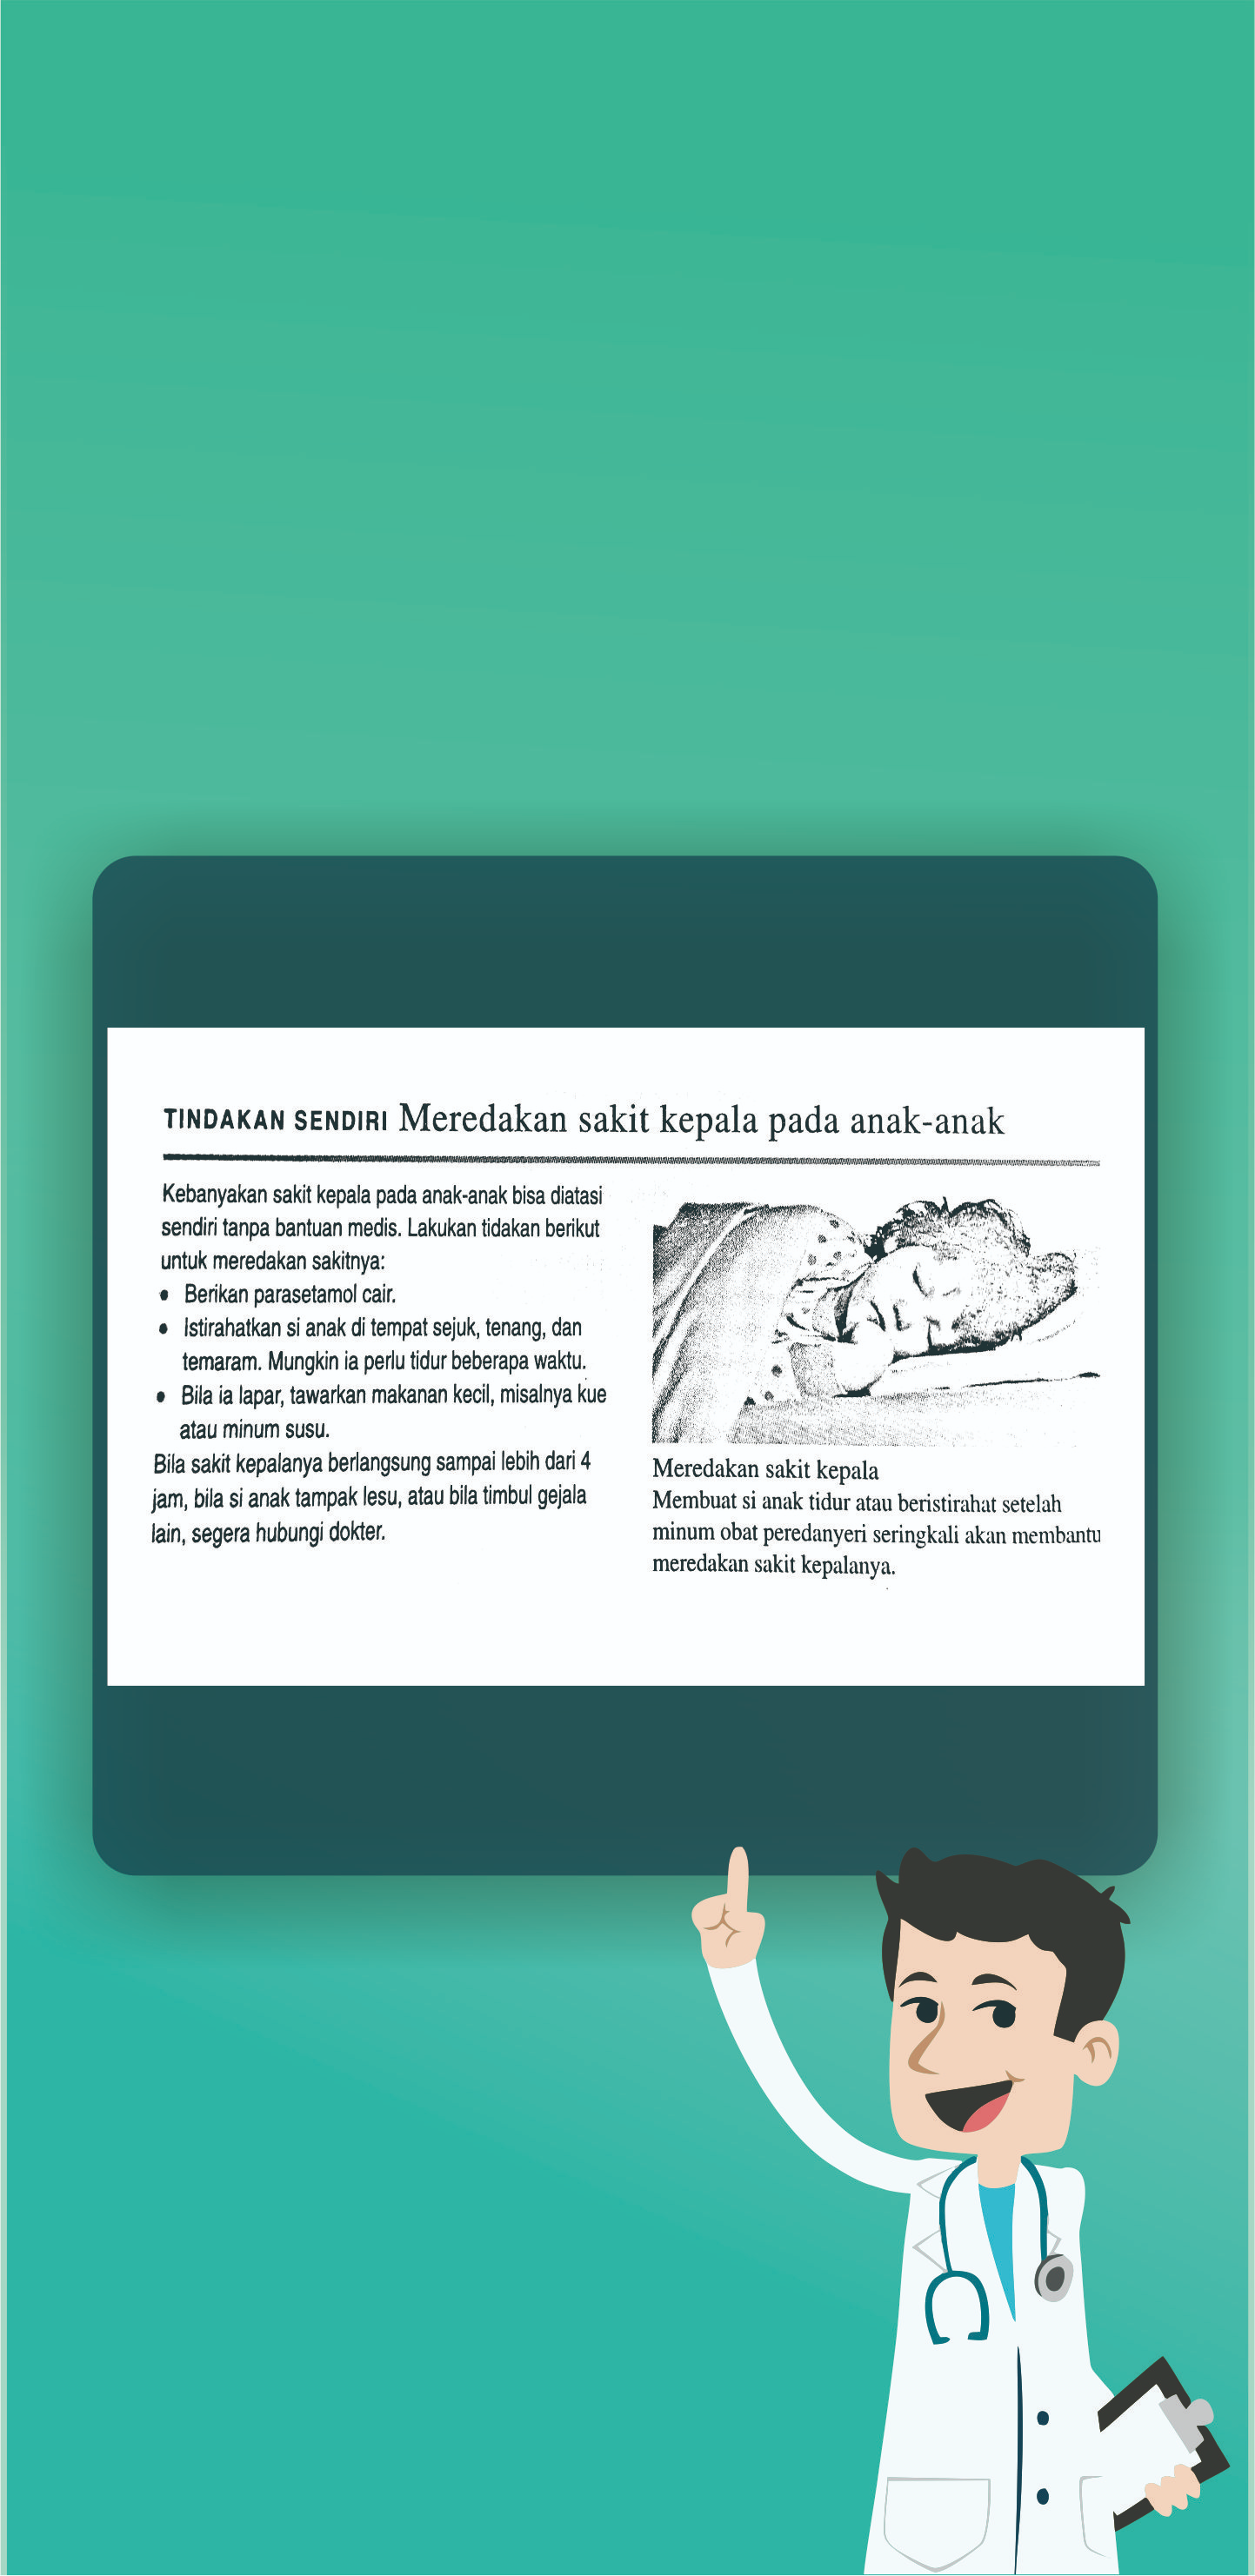 TINDAKAN SENDIRI Meredakan sakit kepala pada anak-anak
Kebanyakan sakit kepala pada anak-anak bisa diatasi
sendiri tanpa bantuan medis. Lakukan tidakan berikut
untuk meredakan sakitnya:
• Berikan parasetamol cair.
• Istirahatkan si anak di tempat sejuk, tenang, dan
temaram. Mungkin ia perlu tidur beberapa waktu.
• Bila ia lapar, tawarkan makanan kecil, misalnya kue
atau minum susu.
Bila sakit kepalanya berlangsung sampai lebih dari 4
jam, bila si anak tampak lesu, atau bila timbul gejala
lain, segera hubungi dokter.
Meredakan sakit kepala
Membuat si anak tidur atau beristirahat setelah
minum obat peredanyeri seringkali akan membantu
meredakan sakit kepalanya.